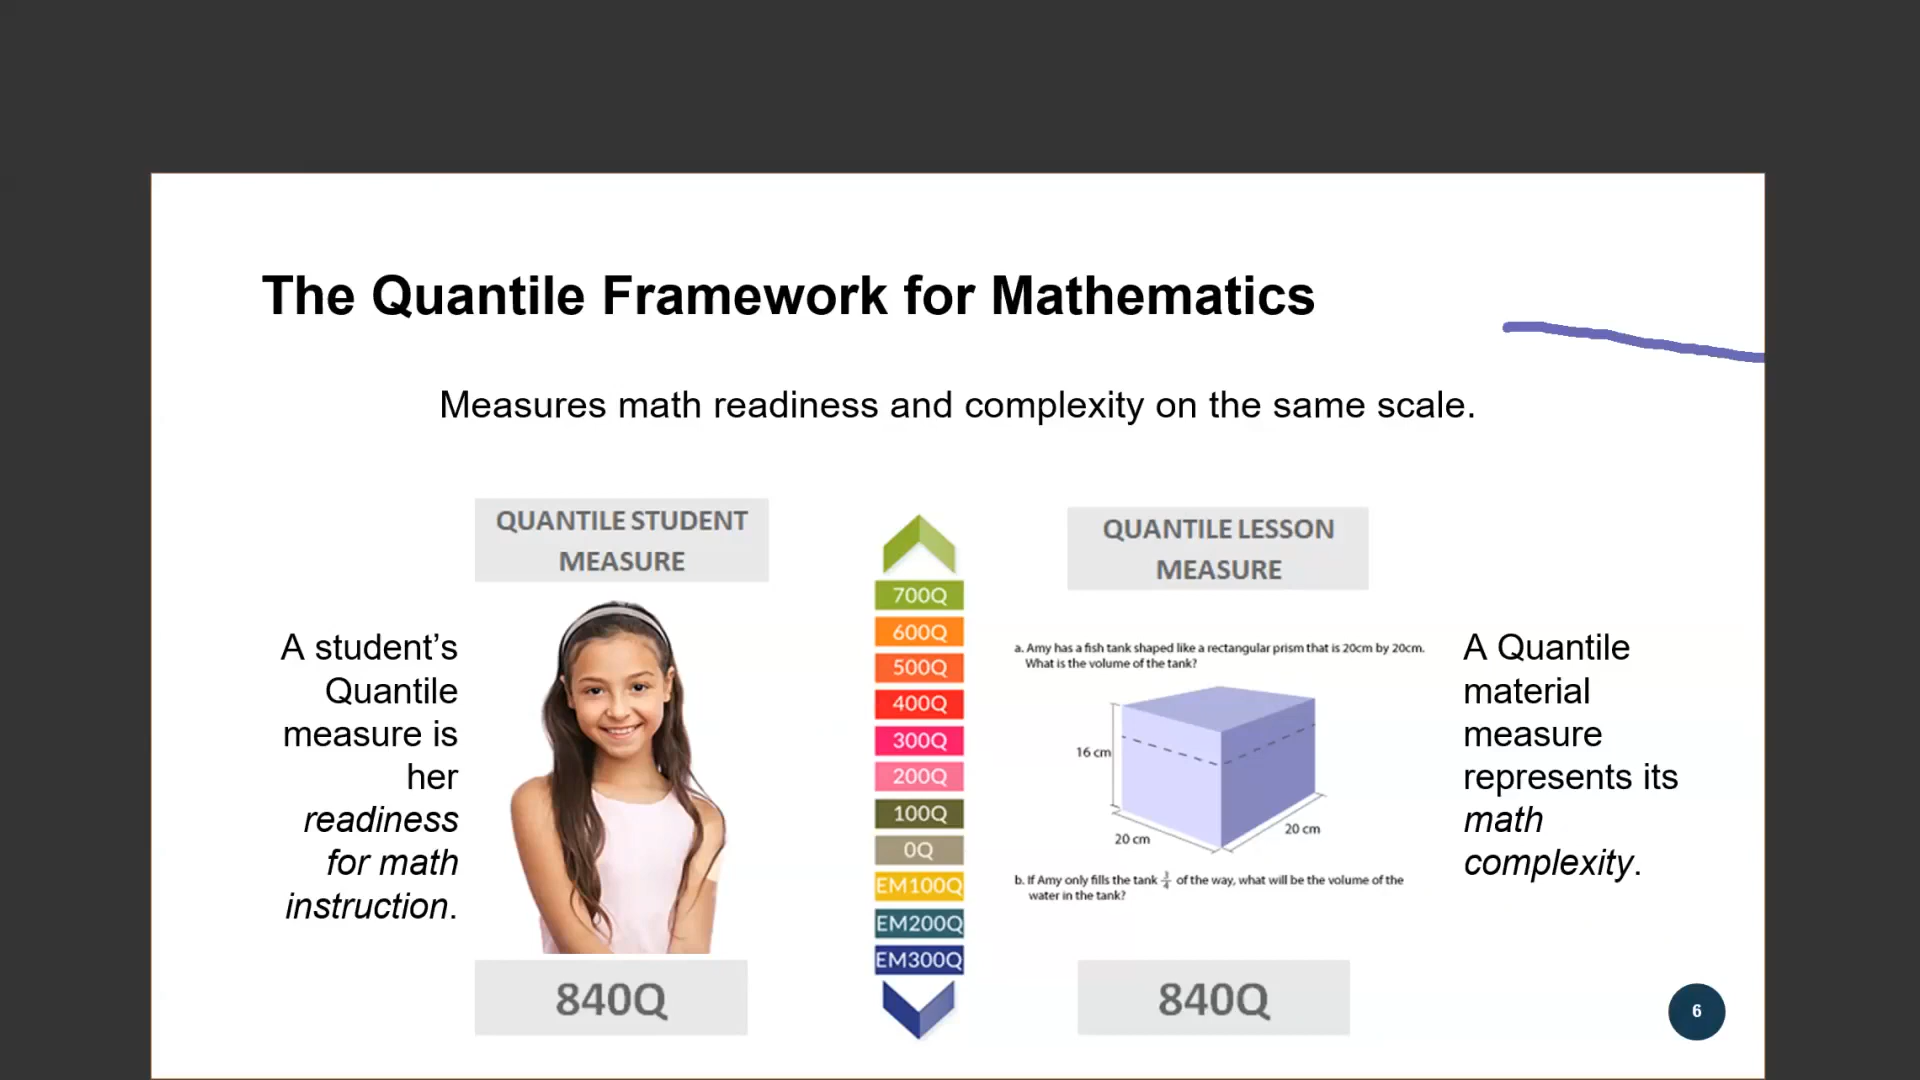 The Quantile Framework for Mathematics
Measures math readiness and complexity on the same scale.
QUANTILE STUDENT
MEASURE
A student’s
Quantile
measure is
her
readiness
for math
instruction.
840Q
700Q
600Q
500Q
400Q
300Q
200Q
100Q
0Q
EM100Q
EM200Q
EM300Q
QUANTILE LESSON
MEASURE
a. Amy has a fish tank shaped like a rectangular prism that is 20cm by 20cm.
What is the volume of the tank?
16 cm
20 cm
20 cm
b. If Amy only fills the tank 3/4 of the way, what will be the volume of the
water in the tank?
840Q
A Quantile
material
measure
represents its
math
complexity.
6